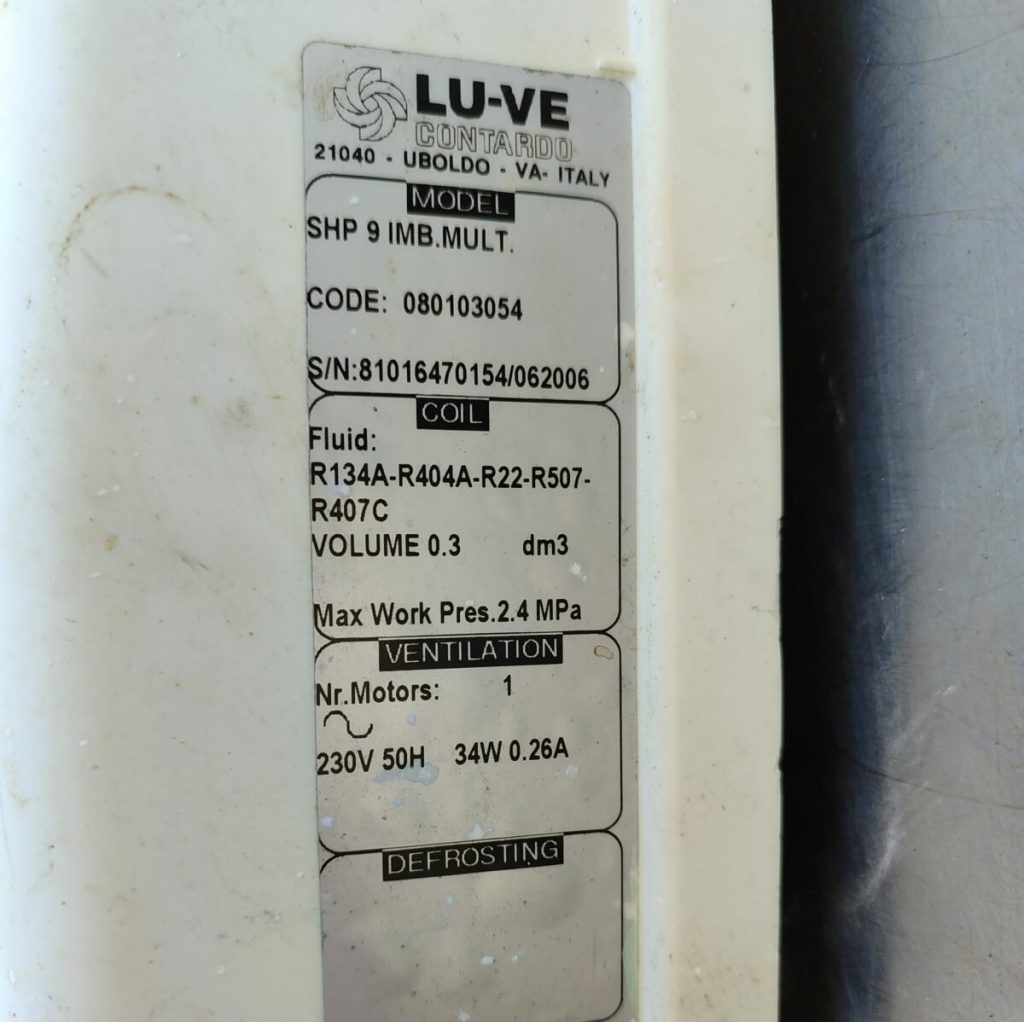 LU-VE
CONTARDO
21040 - UBOLDO - VA- ITALY
MODEL
SHP 9 IMB.MULT.
CODE: 080103054
S/N:81016470154/062006
COIL
Fluid:
R134A-R404A-R22-R507-
R407C
VOLUME 0.3 dm3
Max Work Pres.2.4 MPa
VENTILATION
Nr.Motors: 1
230V 50H 34W 0.26A
DEFROSTING